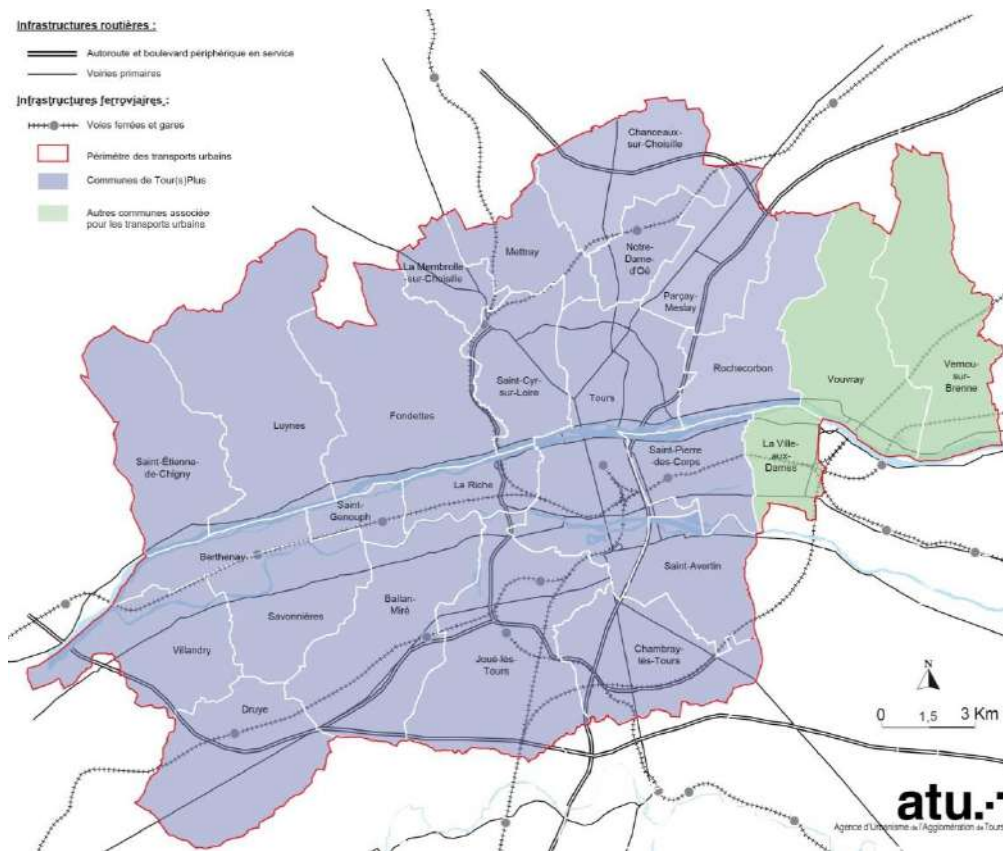 Infrastructures routières :
Autoroute et boulevard périphérique en service
Voiries primaires
Infrastructures ferroviaires :
Voies ferrées et gares
Périmètre des transports urbains
Communes de Tour(s)Plus
Autres communes associée
pour les transports urbains
Chanceaux-
sur-Choisille
Mettray
Notre-
Dame-
d'Oé
La Membrolle
-sur-Choisille
Parçay-
Meslay
Rochecorbon
Vouvray
Vernou-
sur-
Brenne
Saint-Cyr-
sur-Loire
Tours
Fondettes
Luynes
Saint-Étienne-
de-Chigny
La Ville-
aux-
Dames
Saint-Pierre
-des-Corps
La Riche
Saint-
Genouph
Berthenay
Saint-Avertin
Ballan-
Miré
Savonnières
Villandry
Joué-lès-
Tours
Chambray
-lès-Tours
Druye
N
0 1,5 3 Km
atu.
Agence d'Urbanisme de l'Agglomération de Tours